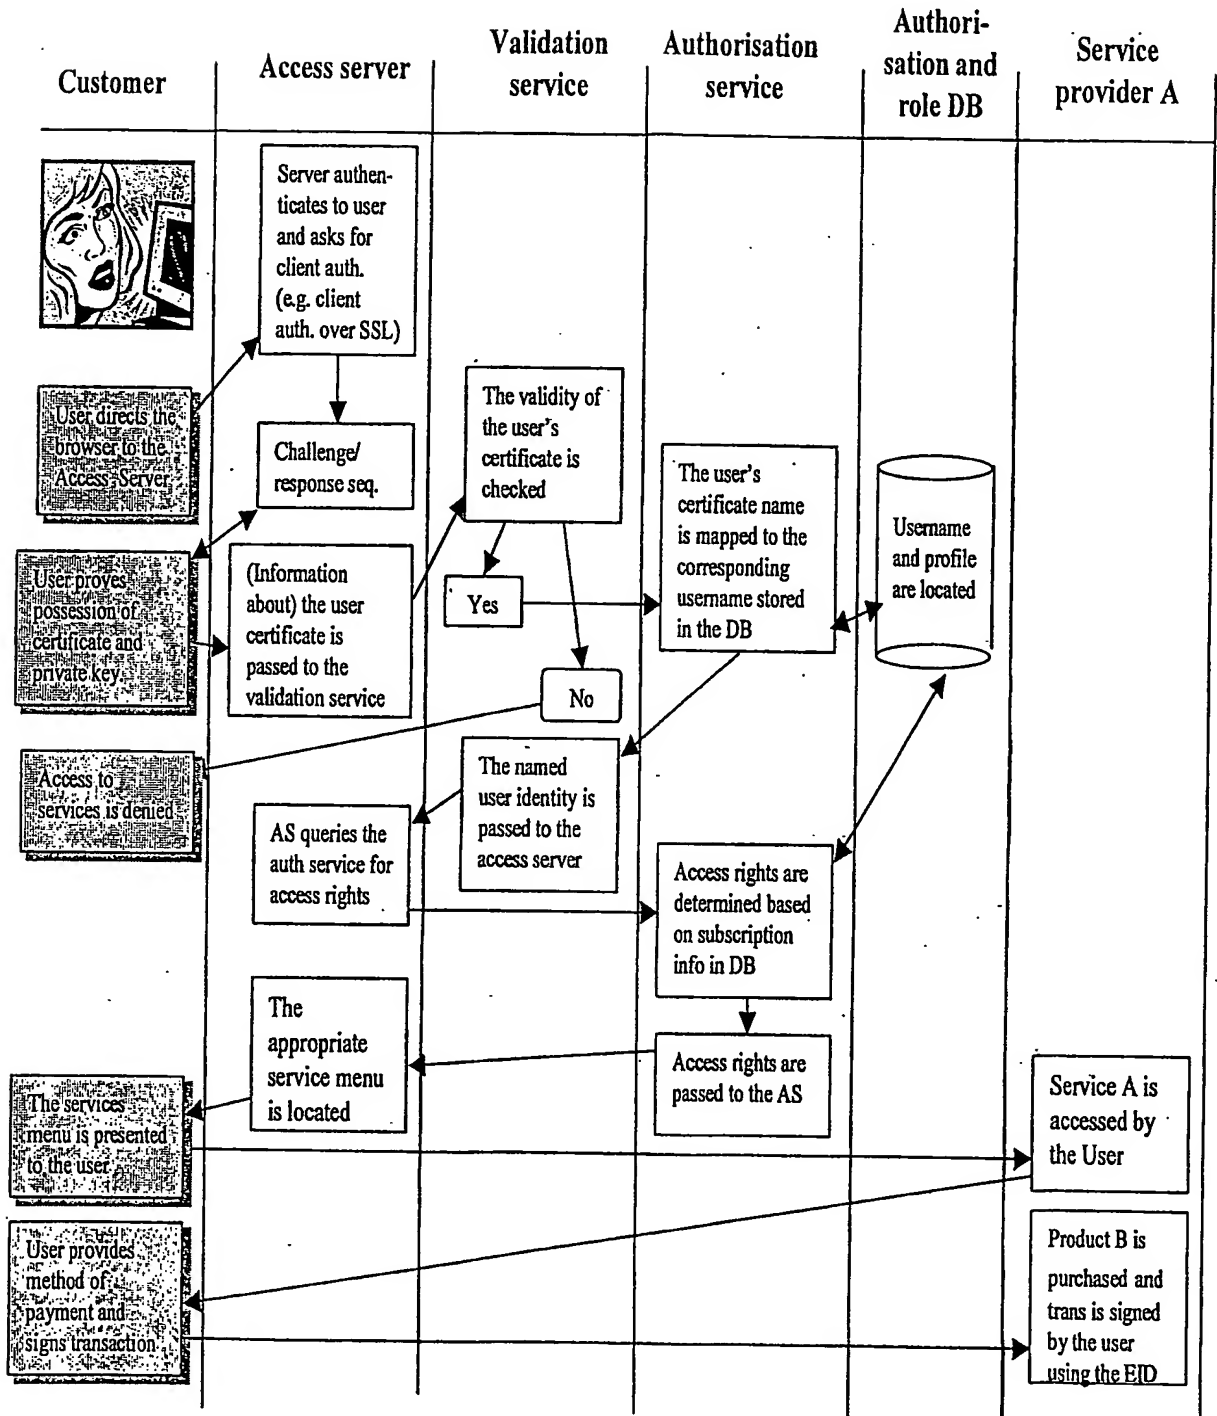 Customer
Access server
Validation
service
Authorisation
service
Authori-
sation and
role DB
Service
provider A
Server authen-
ticates to user
and asks for
client auth.
(e.g. client
auth. over SSL)
User directs the
browser to the
Access Server
Challenge/
response seq.
The validity of
the user's
certificate is
checked
Yes
No
The user's
certificate name
is mapped to the
corresponding
username stored
in the DB
Username
and profile
are located
User proves
possession of
certificate and
private key
(Information
about) the user
certificate is
passed to the
validation service
Access to
services is denied
The named
user identity is
passed to the
access server
AS queries the
auth service for
access rights
Access rights are
determined based
on subscription
info in DB
Access rights are
passed to the AS
The
appropriate
service menu
is located
The services
menu is presented
to the user
Service A is
accessed by
the User
User provides
method of
payment and
signs transaction
Product B is
purchased and
trans is signed
by the user
using the EID